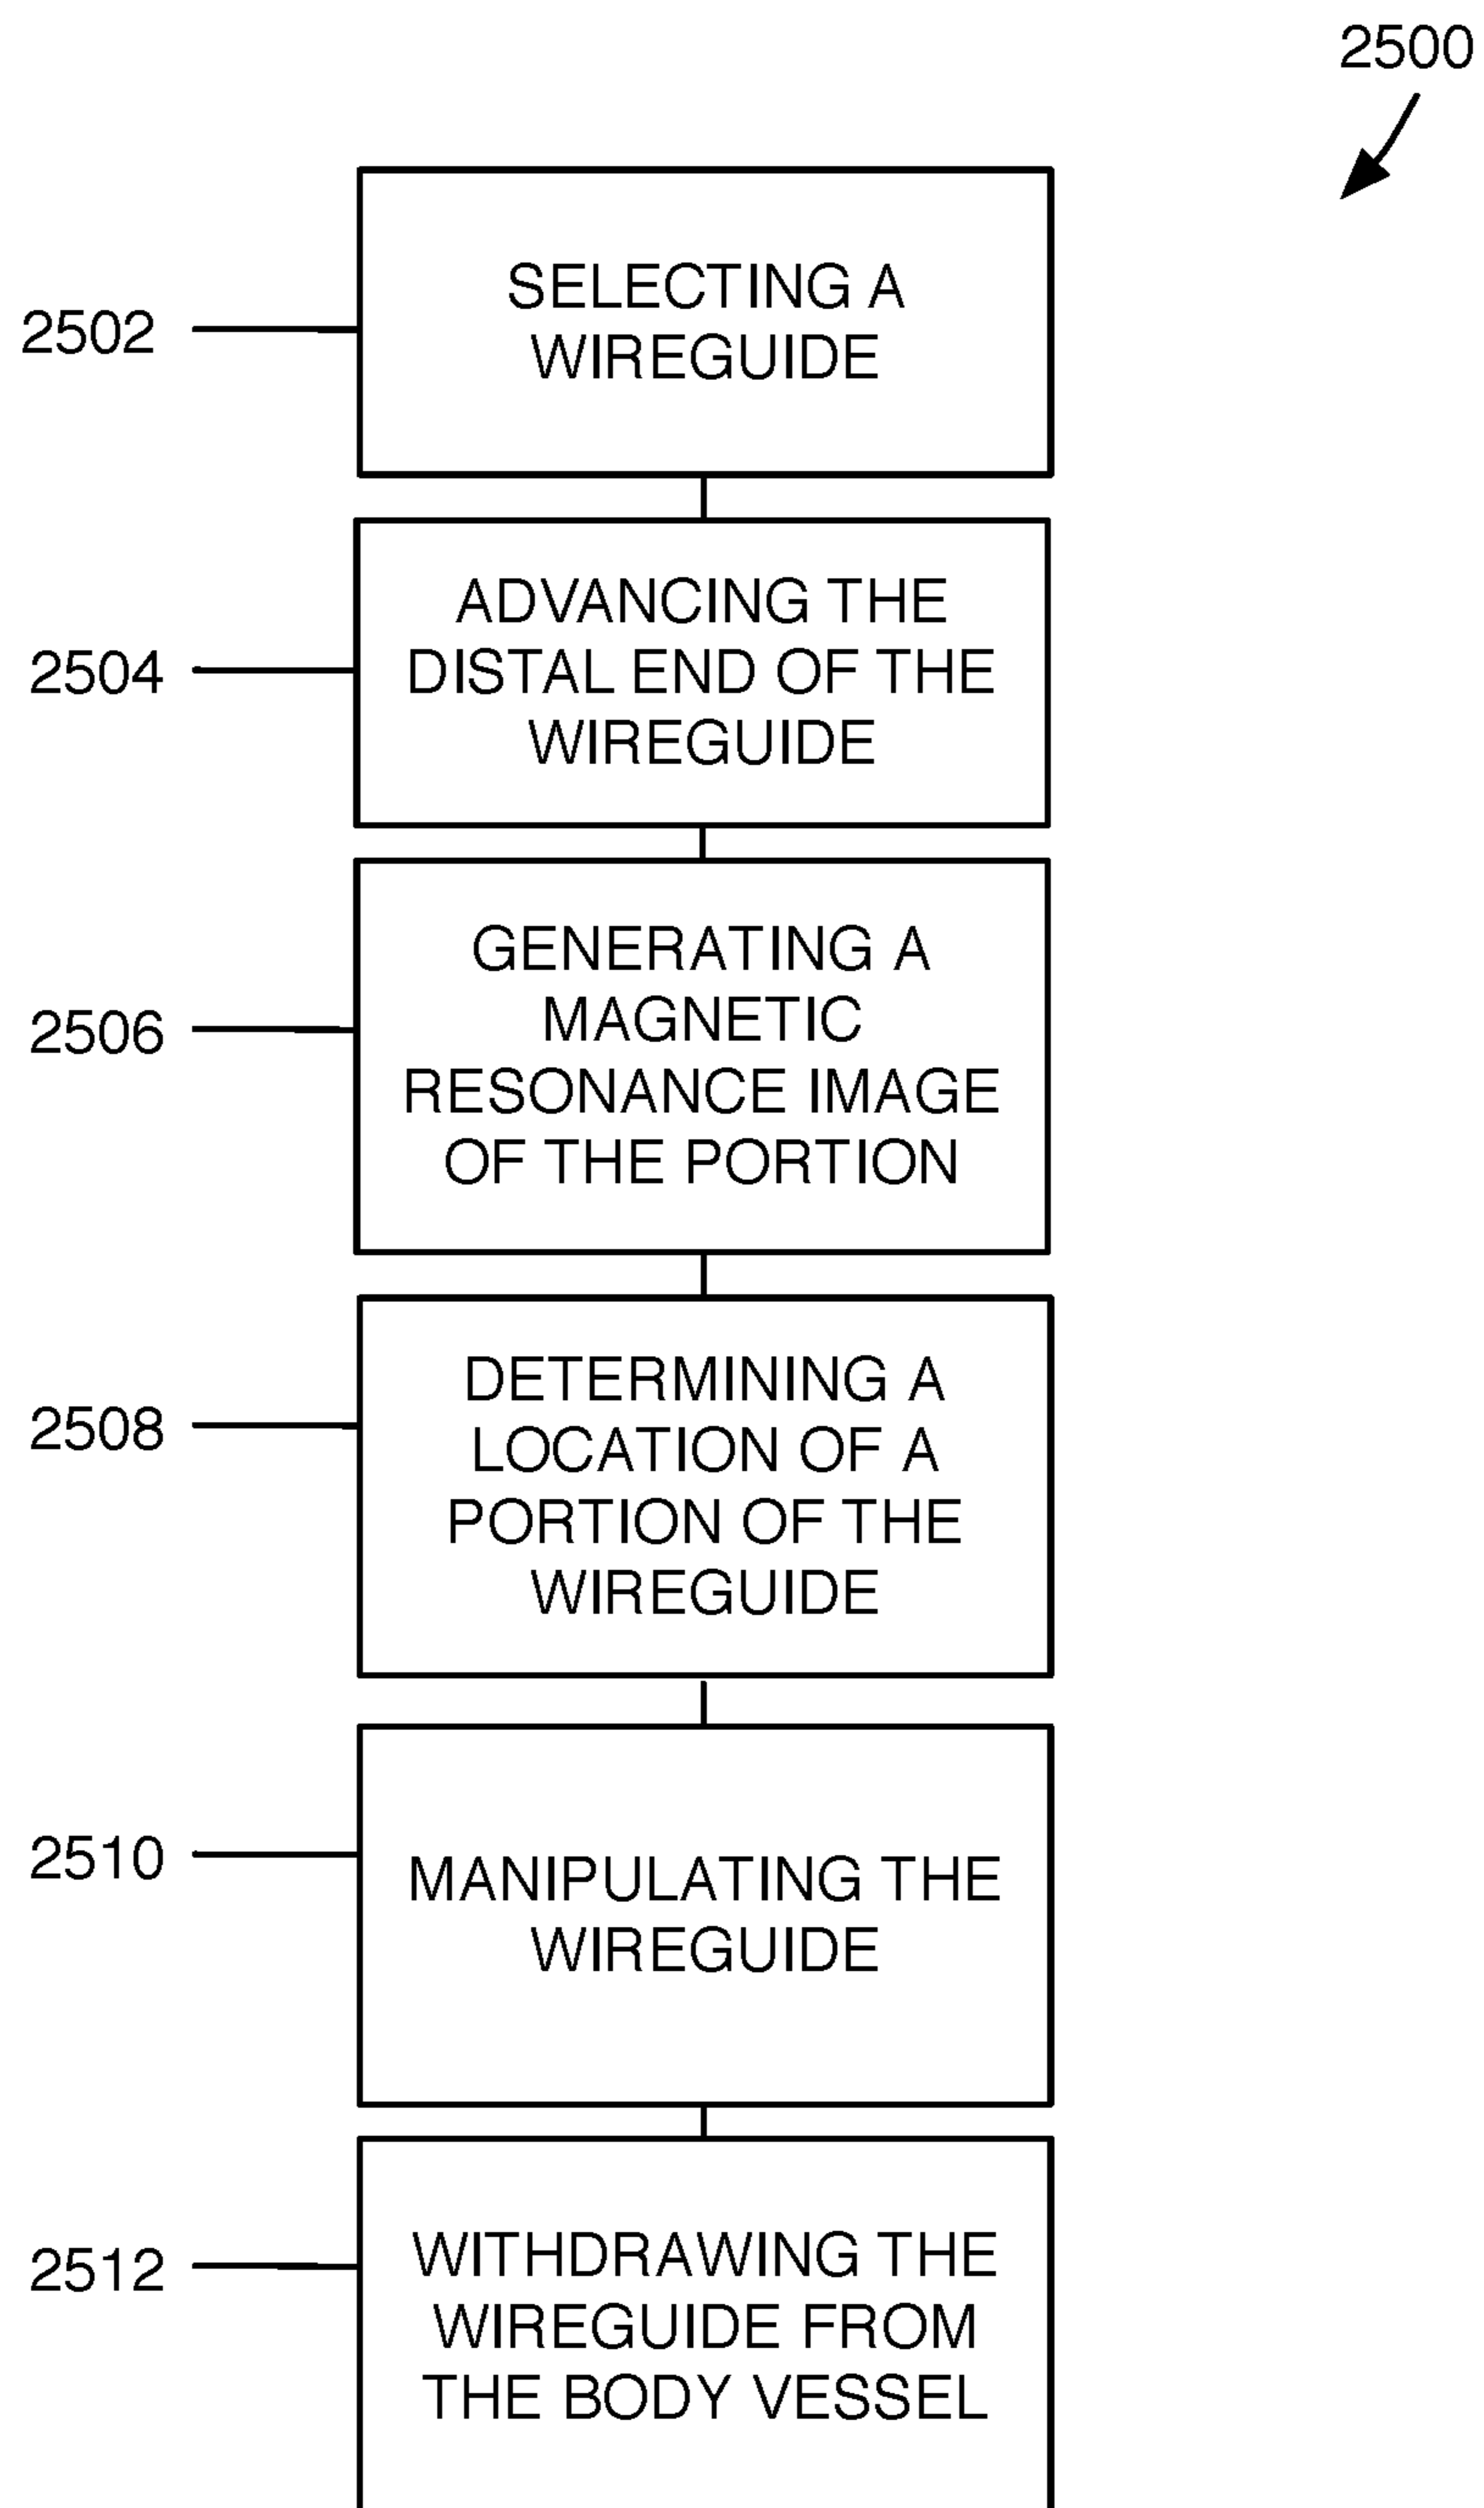 2500
2502
SELECTING A
WIREGUIDE
2504
ADVANCING THE
DISTAL END OF THE
WIREGUIDE
2506
GENERATING A
MAGNETIC
RESONANCE IMAGE
OF THE PORTION
2508
DETERMINING A
LOCATION OF A
PORTION OF THE
WIREGUIDE
2510
MANIPULATING THE
WIREGUIDE
2512
WITHDRAWING THE
WIREGUIDE FROM
THE BODY VESSEL